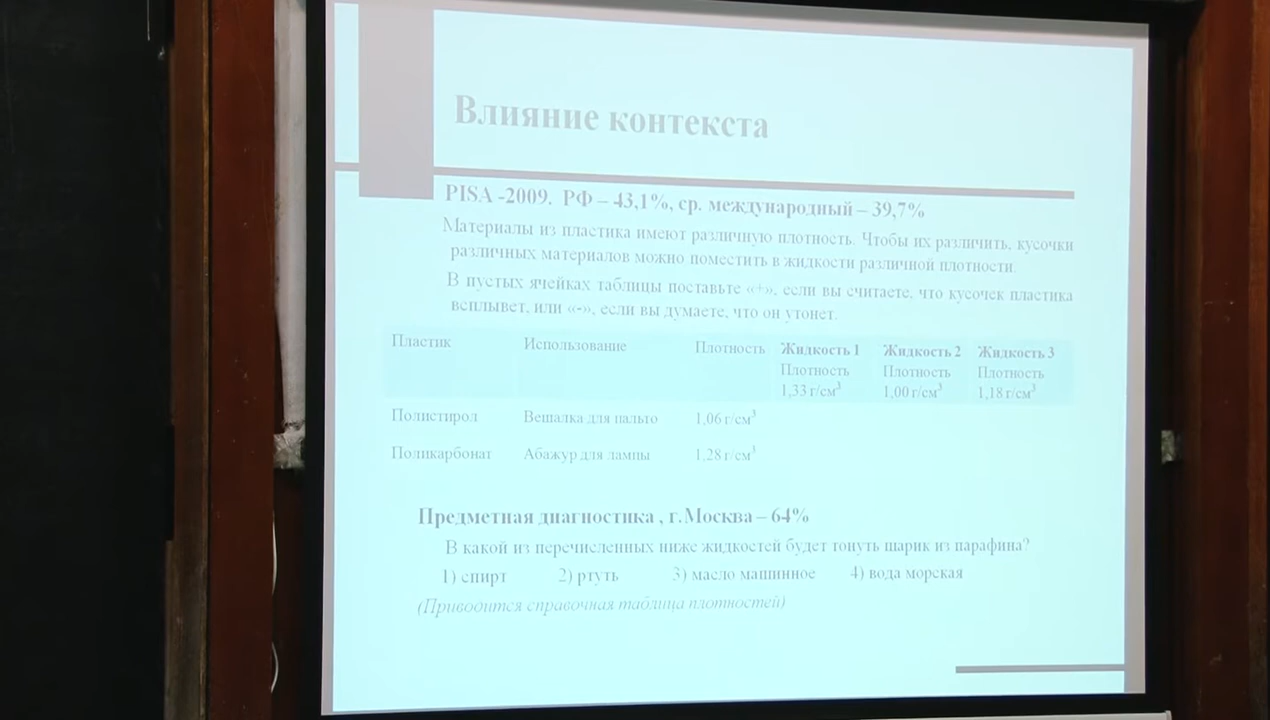 Влияние контекста
PISA -2009. РФ – 43,1%, ср. международный – 39,7%
Материалы из пластика имеют различную плотность. Чтобы их различить, кусочки
различных материалов можно поместить в жидкости различной плотности.
В пустых ячейках таблицы поставьте «+», если вы считаете, что кусочек пластика
всплывет, или «-», если вы думаете, что он утонет.
Пластик Использование Плотность Жидкость 1 Жидкость 2 Жидкость 3
Плотность Плотность Плотность
1,33 г/см³ 1,00 г/см³ 1,18 г/см³
Полистирол Вешалка для пальто 1,06 г/см³
Поликарбонат Абажур для лампы 1,28 г/см³
Предметная диагностика , г.Москва – 64%
В какой из перечисленных ниже жидкостей будет тонуть шарик из парафина?
1) спирт 2) ртуть 3) масло машинное 4) вода морская
(Приводится справочная таблица плотностей)